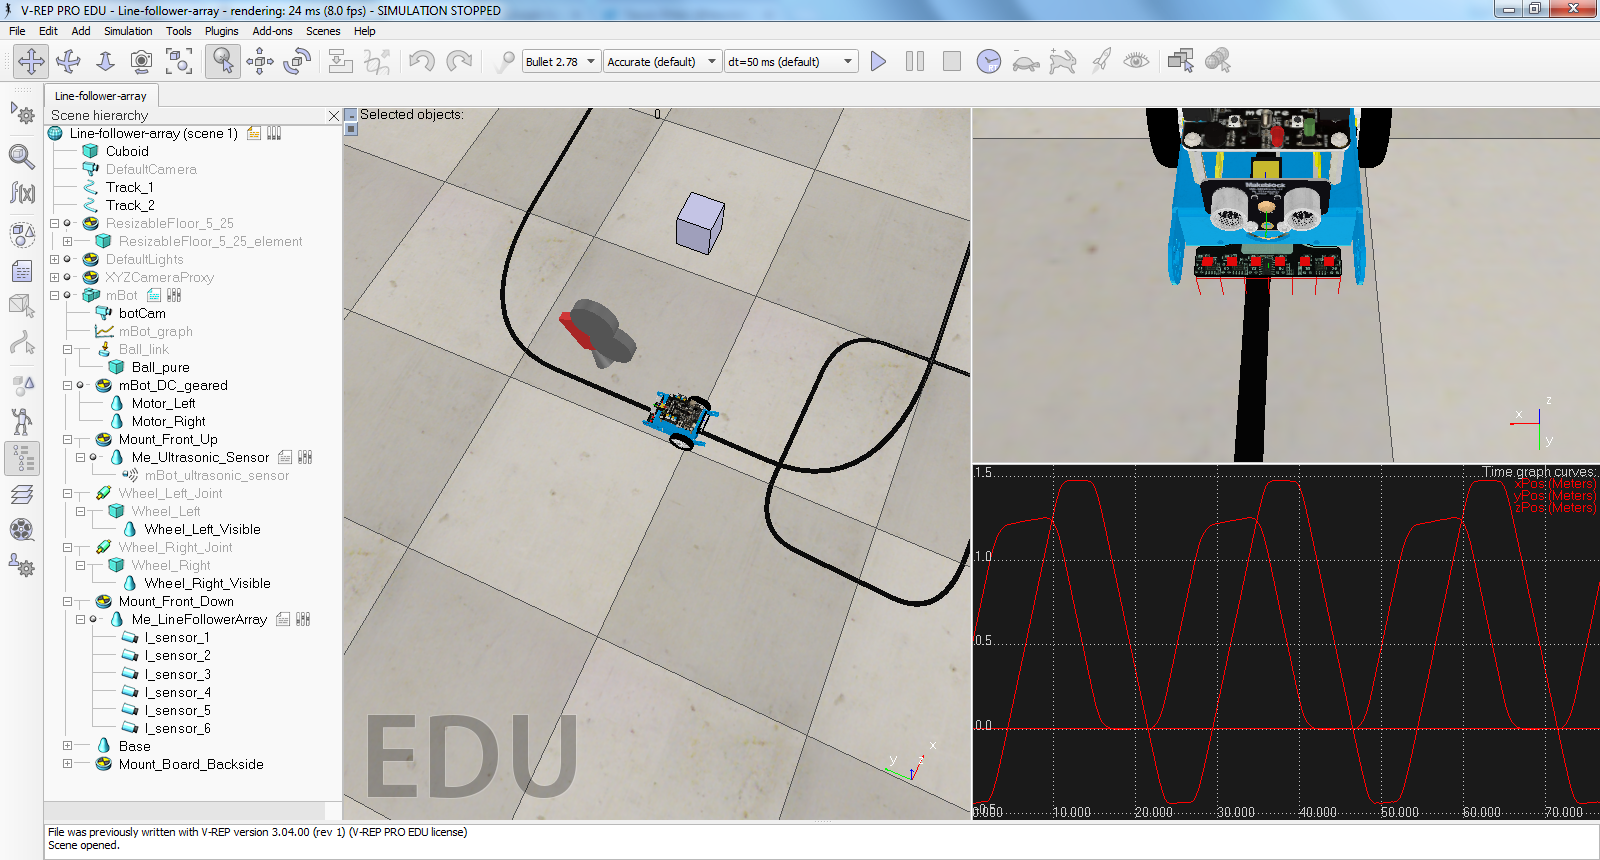 V-REP PRO EDU - Line-follower-array - rendering: 24 ms (8.0 fps) - SIMULATION STOPPED
File Edit Add Simulation Tools Plugins Add-ons Scenes Help
Bullet 2.78 Accurate (default) dt=50 ms (default)
Line-follower-array
Scene hierarchy
Line-follower-array (scene 1)
Cuboid
DefaultCamera
Track_1
Track_2
ResizableFloor_5_25
ResizableFloor_5_25_element
DefaultLights
XYZCameraProxy
mBot
botCam
mBot_graph
Ball_link
Ball_pure
mBot_DC_geared
Motor_Left
Motor_Right
Mount_Front_Up
Me_Ultrasonic_Sensor
mBot_ultrasonic_sensor
Wheel_Left_Joint
Wheel_Left
Wheel_Left_Visible
Wheel_Right_Joint
Wheel_Right
Wheel_Right_Visible
Mount_Front_Down
Me_LineFollowerArray
l_sensor_1
l_sensor_2
l_sensor_3
l_sensor_4
l_sensor_5
l_sensor_6
Base
Mount_Board_Backside
Selected objects: 0
EDU
x
y
z
Makeblock
z
x
y
Time graph curves:
xPos (Meters)
yPos (Meters)
zPos (Meters)
1.5
1.0
0.5
0.0
-0.5
0.000 10.000 20.000 30.000 40.000 50.000 60.000 70.000
File was previously written with V-REP version 3.04.00 (rev 1) (V-REP PRO EDU license)
Scene opened.